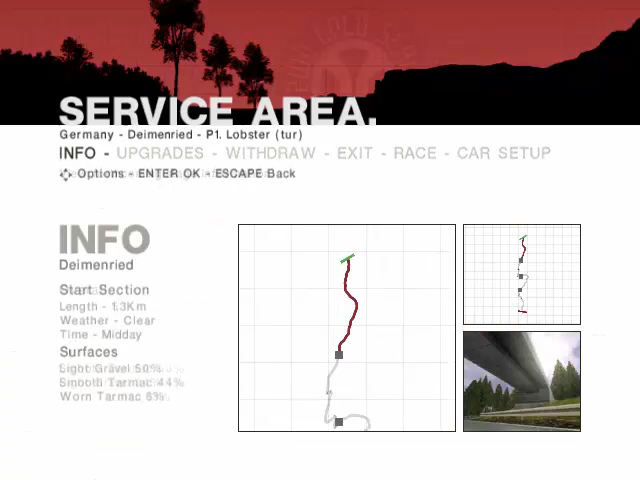 SERVICE AREA.
Germany - Deimenried - P1. Lobster (tur)
INFO - UPGRADES - WITHDRAW - EXIT - RACE - CAR SETUP
Options - ENTER OK - ESCAPE Back
INFO
Deimenried
Start Section
Length - 1.3Km
Weather - Clear
Time - Midday
Surfaces
Light Gravel 50%
Smooth Tarmac 44%
Worn Tarmac 6%